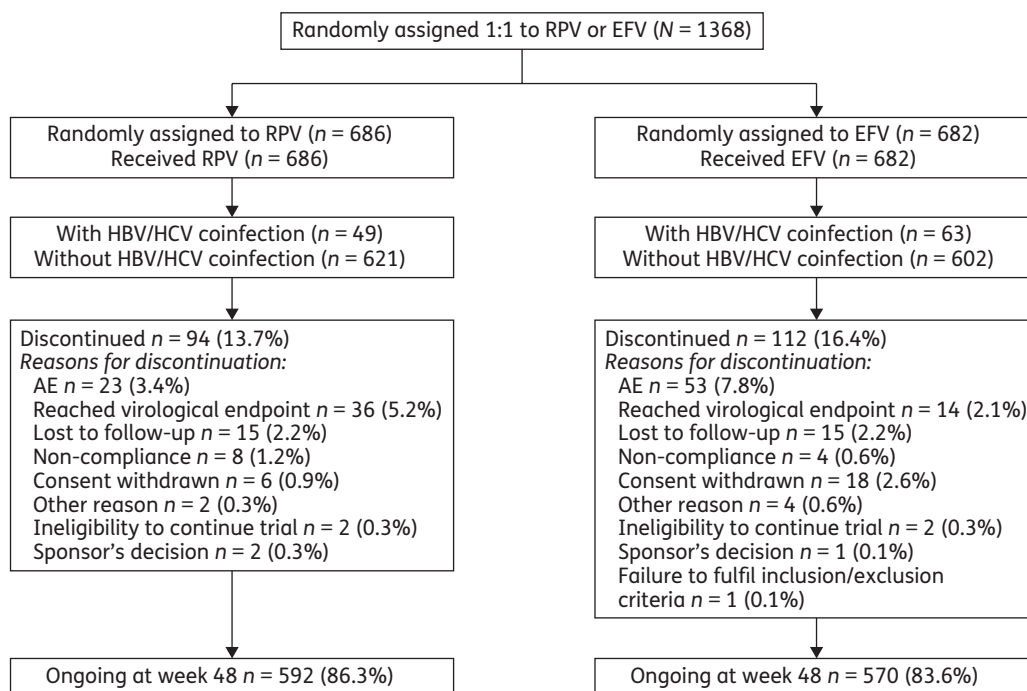 Randomly assigned 1:1 to RPV or EFV (N = 1368)
Randomly assigned to RPV (n = 686)
Received RPV (n = 686)
Randomly assigned to EFV (n = 682)
Received EFV (n = 682)
With HBV/HCV coinfection (n = 49)
Without HBV/HCV coinfection (n = 621)
With HBV/HCV coinfection (n = 63)
Without HBV/HCV coinfection (n = 602)
Discontinued n = 94 (13.7%)
Reasons for discontinuation:
AE n = 23 (3.4%)
Reached virological endpoint n = 36 (5.2%)
Lost to follow-up n = 15 (2.2%)
Non-compliance n = 8 (1.2%)
Consent withdrawn n = 6 (0.9%)
Other reason n = 2 (0.3%)
Ineligibility to continue trial n = 2 (0.3%)
Sponsor's decision n = 2 (0.3%)
Discontinued n = 112 (16.4%)
Reasons for discontinuation:
AE n = 53 (7.8%)
Reached virological endpoint n = 14 (2.1%)
Lost to follow-up n = 15 (2.2%)
Non-compliance n = 4 (0.6%)
Consent withdrawn n = 18 (2.6%)
Other reason n = 4 (0.6%)
Ineligibility to continue trial n = 2 (0.3%)
Sponsor's decision n = 1 (0.1%)
Failure to fulfil inclusion/exclusion
criteria n = 1 (0.1%)
Ongoing at week 48 n = 592 (86.3%)
Ongoing at week 48 n = 570 (83.6%)